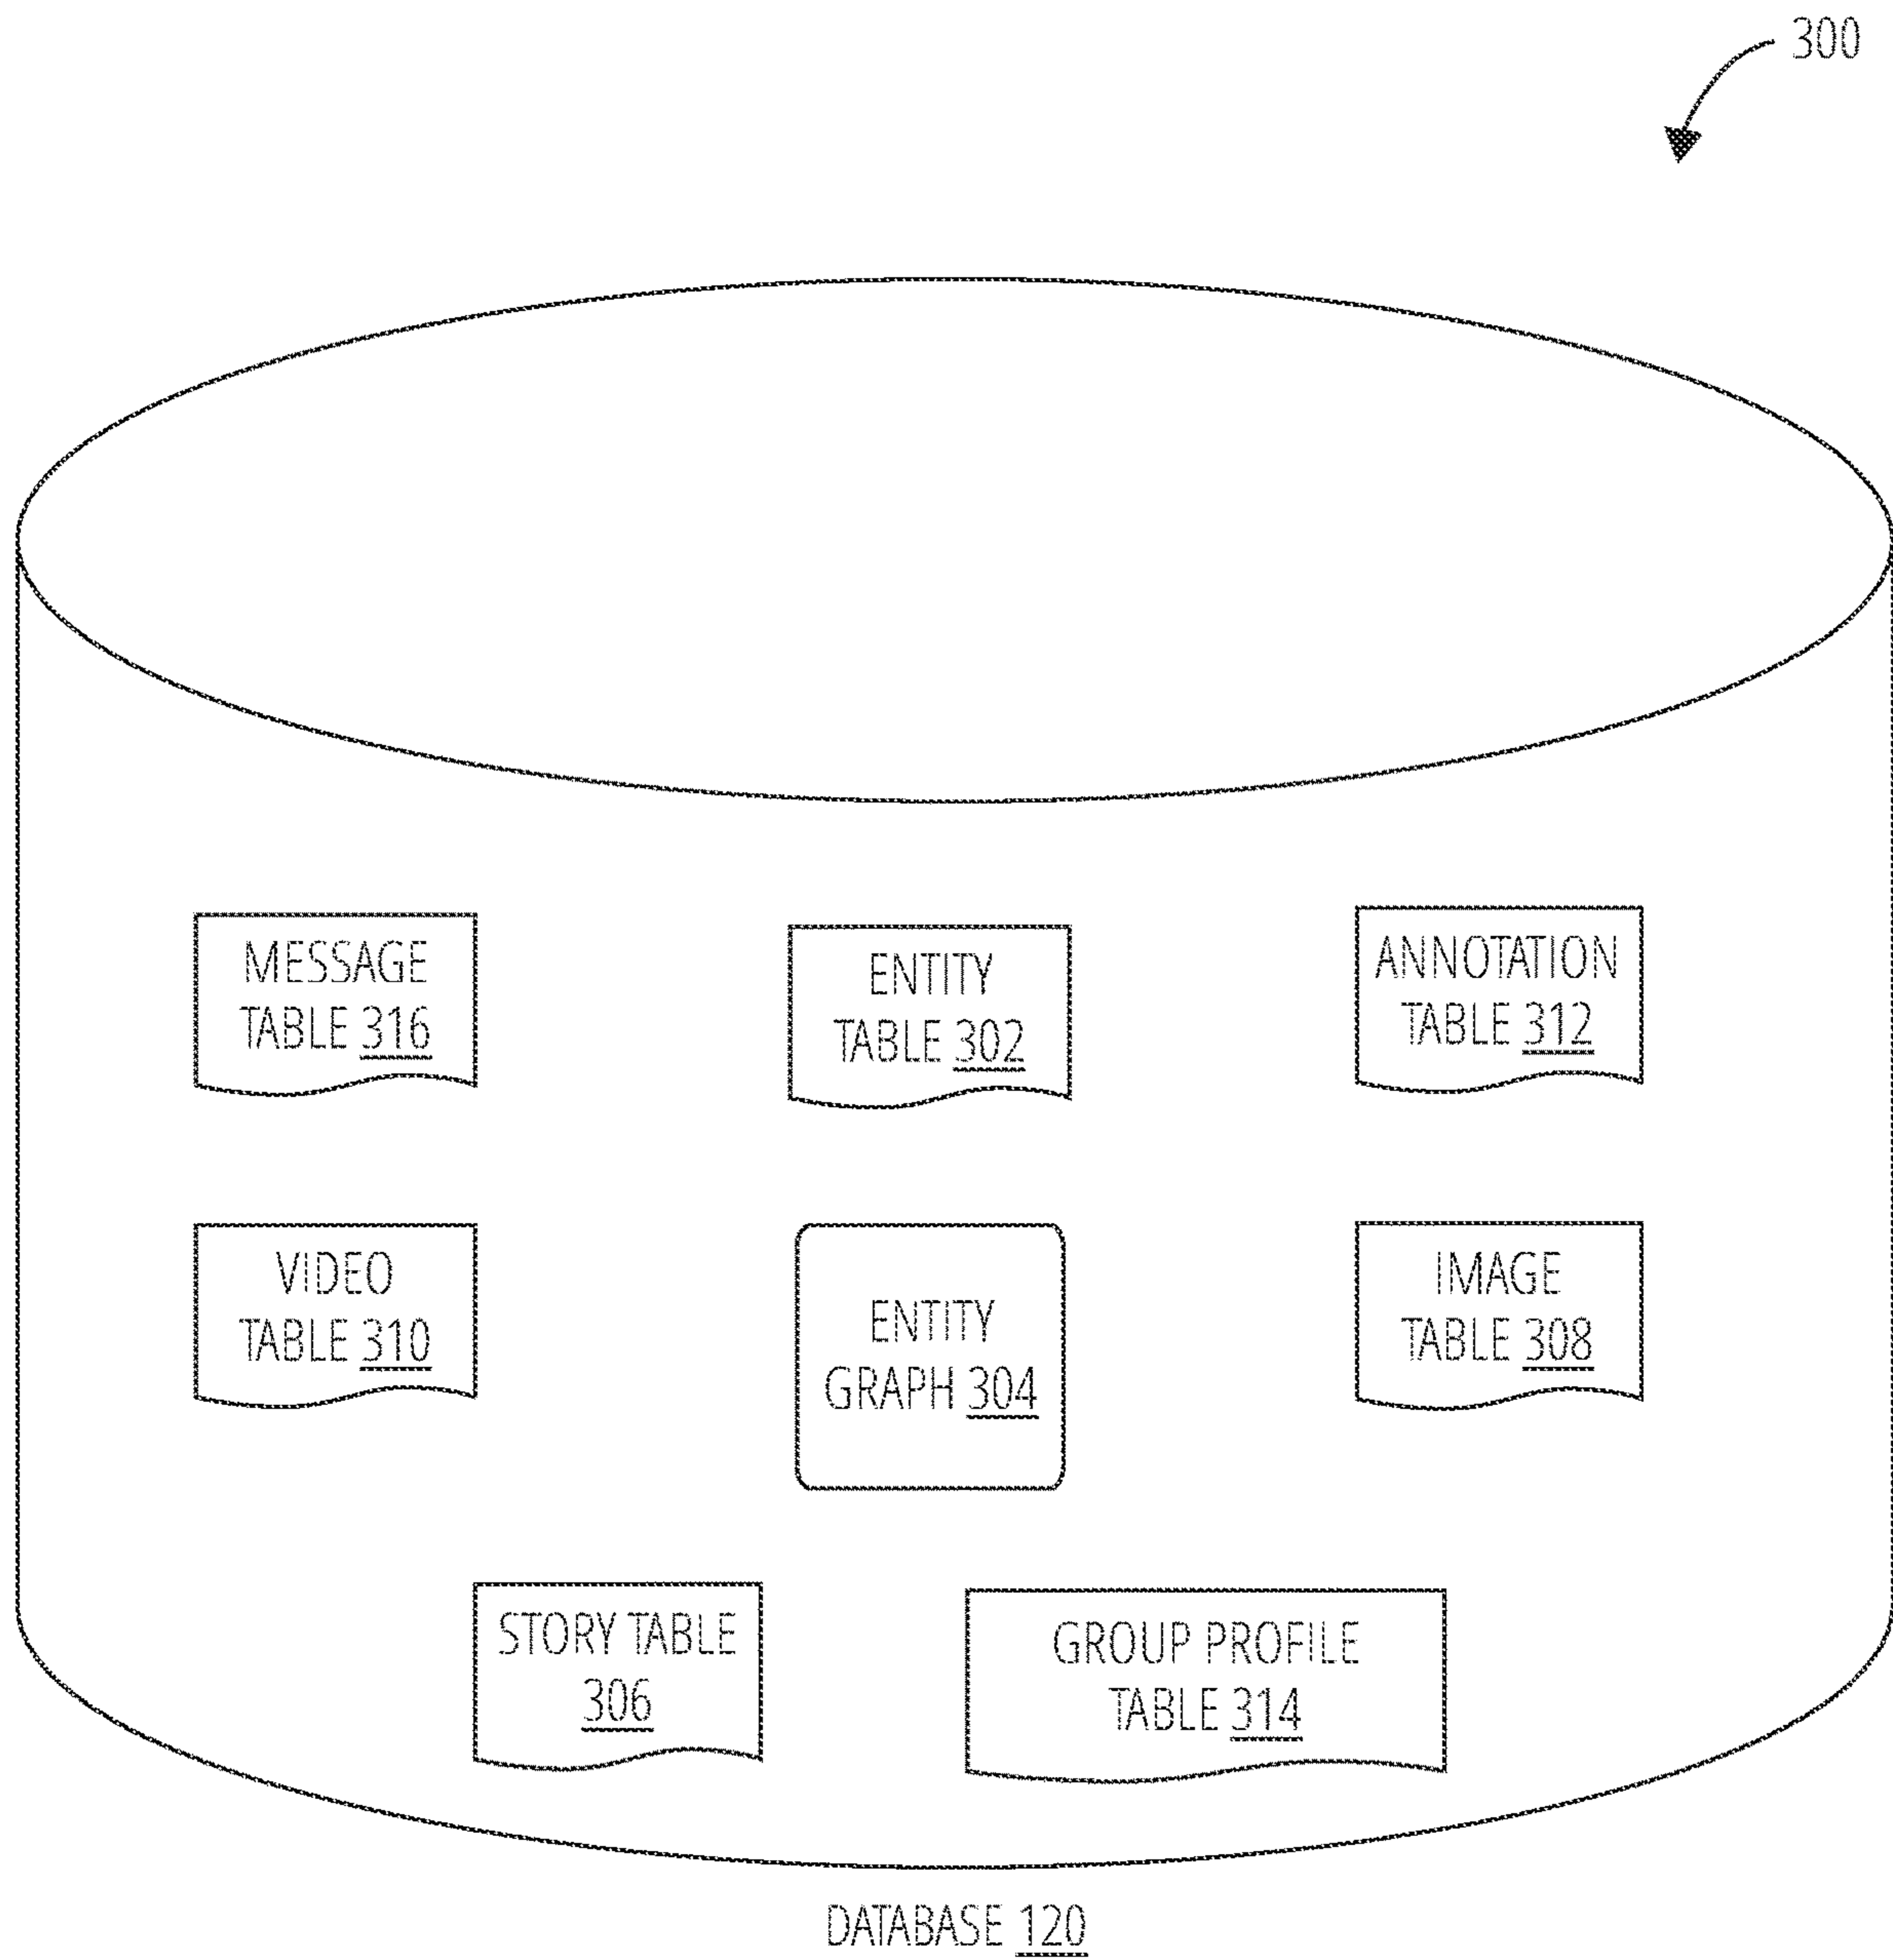 300
MESSAGE
TABLE 316
ENTITY
TABLE 302
ANNOTATION
TABLE 312
VIDEO
TABLE 310
ENTITY
GRAPH 304
IMAGE
TABLE 308
STORY TABLE
306
GROUP PROFILE
TABLE 314
DATABASE 120